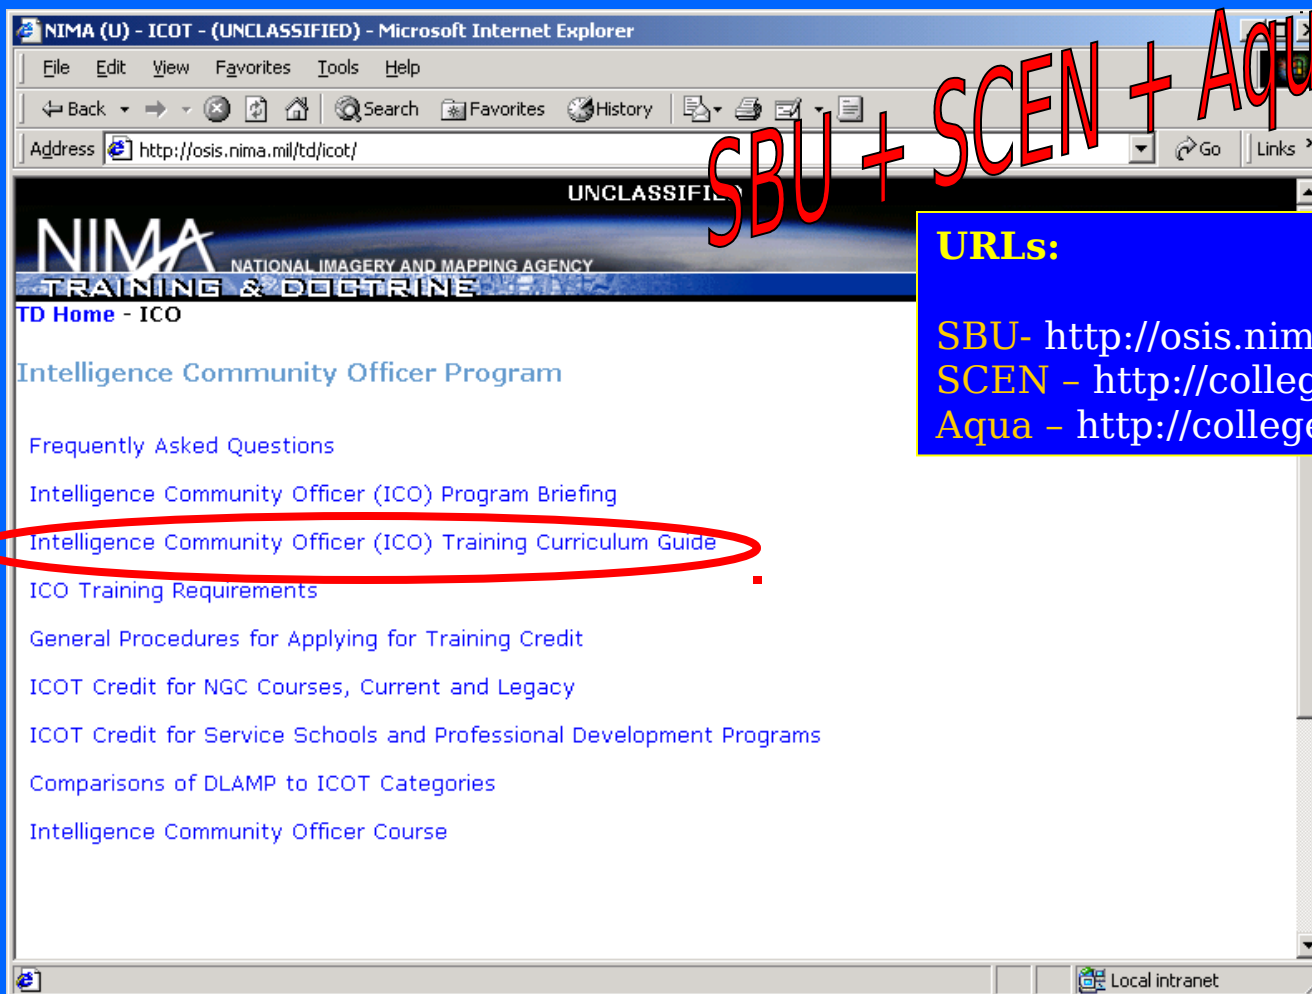 NIMA (U) - ICOT - (UNCLASSIFIED) - Microsoft Internet Explorer
File Edit View Favorites Tools Help
Back Search Favorites History
Address http://osis.nima.mil/td/icot/ Go Links
SBU + SCEN + Aqu
UNCLASSIFIED
NIMA NATIONAL IMAGERY AND MAPPING AGENCY
TRAINING & DOCTRINE
TD Home - ICO
URLs:
SBU- http://osis.nim
SCEN – http://colleg
Aqua – http://college
Intelligence Community Officer Program
Frequently Asked Questions
Intelligence Community Officer (ICO) Program Briefing
Intelligence Community Officer (ICO) Training Curriculum Guide
ICO Training Requirements
General Procedures for Applying for Training Credit
ICOT Credit for NGC Courses, Current and Legacy
ICOT Credit for Service Schools and Professional Development Programs
Comparisons of DLAMP to ICOT Categories
Intelligence Community Officer Course
Local intranet